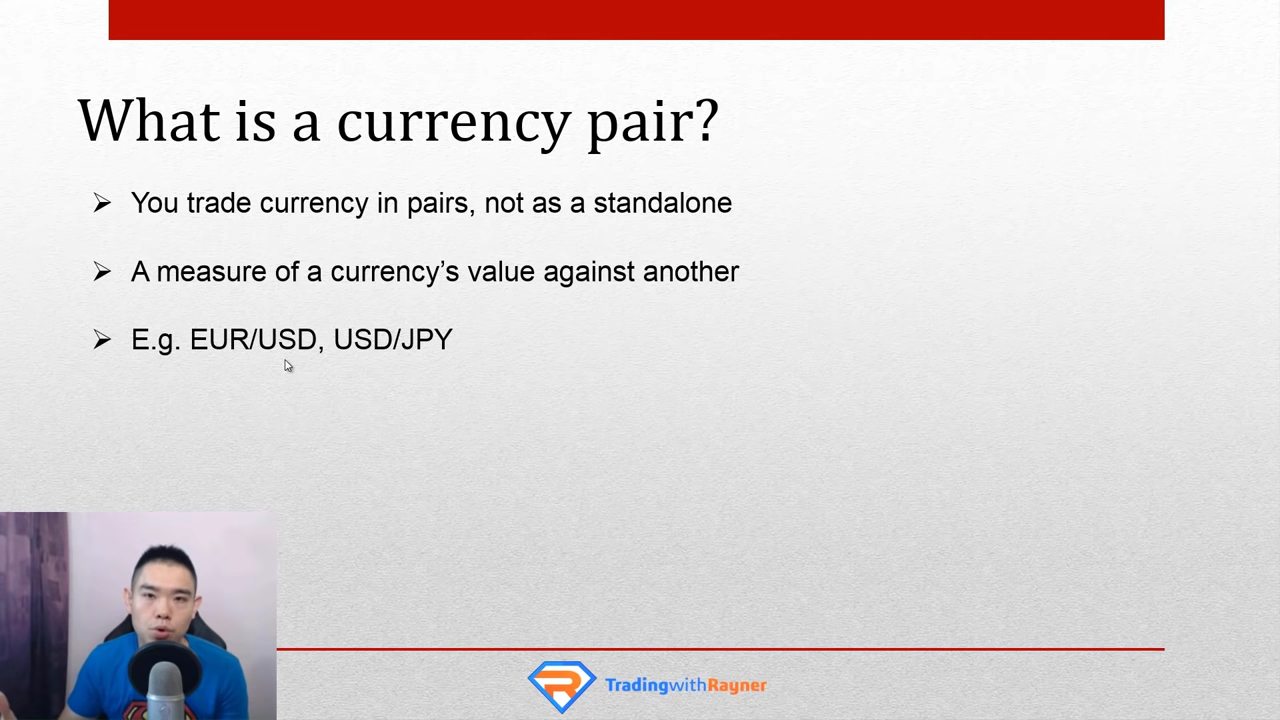 What is a currency pair?
You trade currency in pairs, not as a standalone
A measure of a currency’s value against another
E.g. EUR/USD, USD/JPY
TradingwithRayner